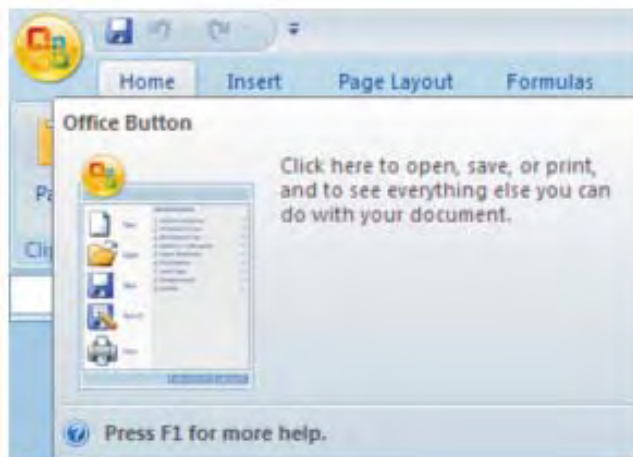 Home Insert Page Layout Formulas
Office Button
Click here to open, save, or print,
and to see everything else you can
do with your document.
Press F1 for more help.